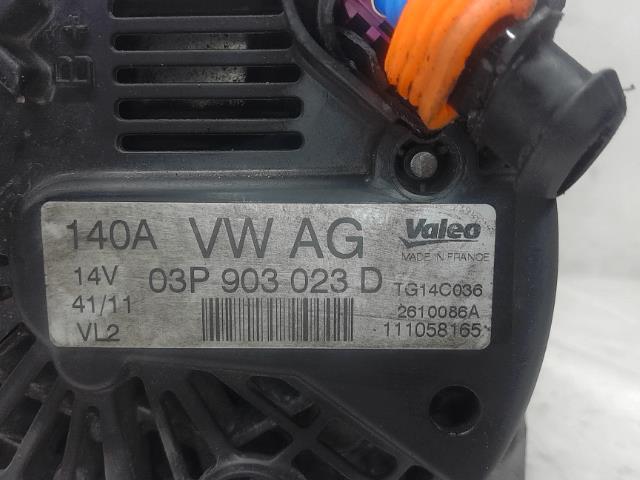 B+
140A VW AG Valeo
MADE IN FRANCE
14V 03P 903 023 D TG14C036
41/11 2610086A
VL2 111058165